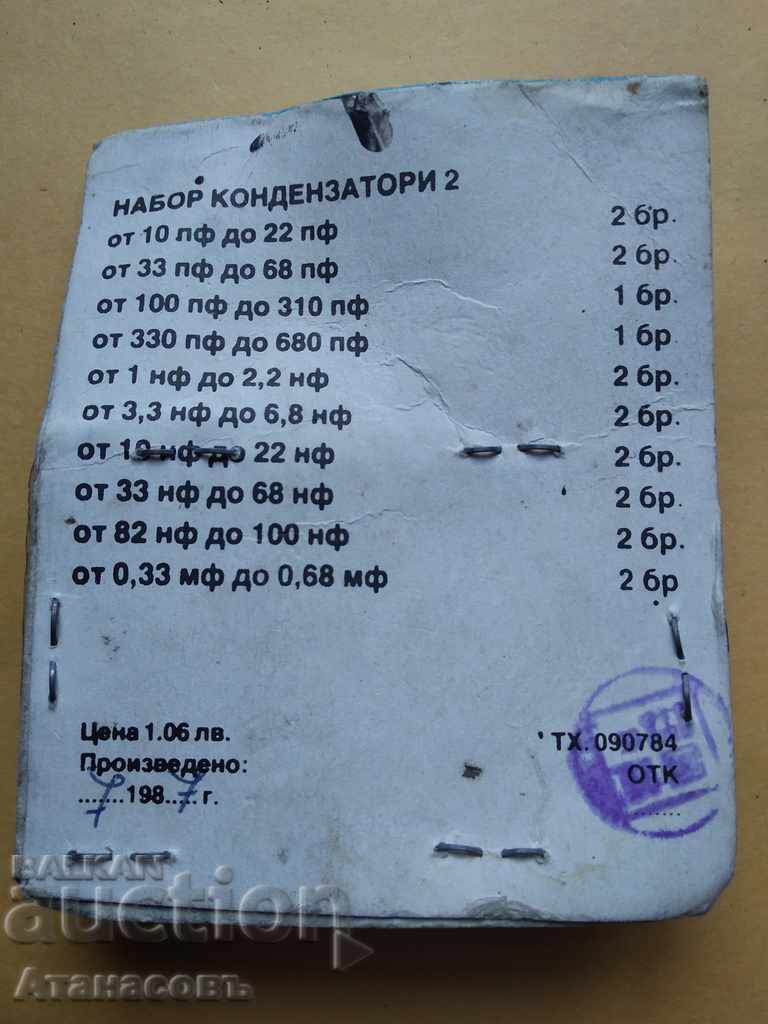 НАБОР КОНДЕНЗАТОРИ 2
от 10 пф до 22 пф 2 бр.
от 33 пф до 68 пф 2 бр.
от 100 пф до 310 пф 1 бр.
от 330 пф до 680 пф 1 бр
от 1 нф до 2,2 нф 2 бр.
от 3,3 нф до 6,8 нф 2 бр.
от 10 нф до 22 нф 2 бр.
от 33 нф до 68 нф 2 бр.
от 82 нф до 100 нф 2 бр.
от 0,33 мф до 0,68 мф 2 бр
Цена 1.06 лв. ТХ. 090784
Произведено: ОТК
...7... 198..7..г. ........
BALKAN
auction
Атанасовъ